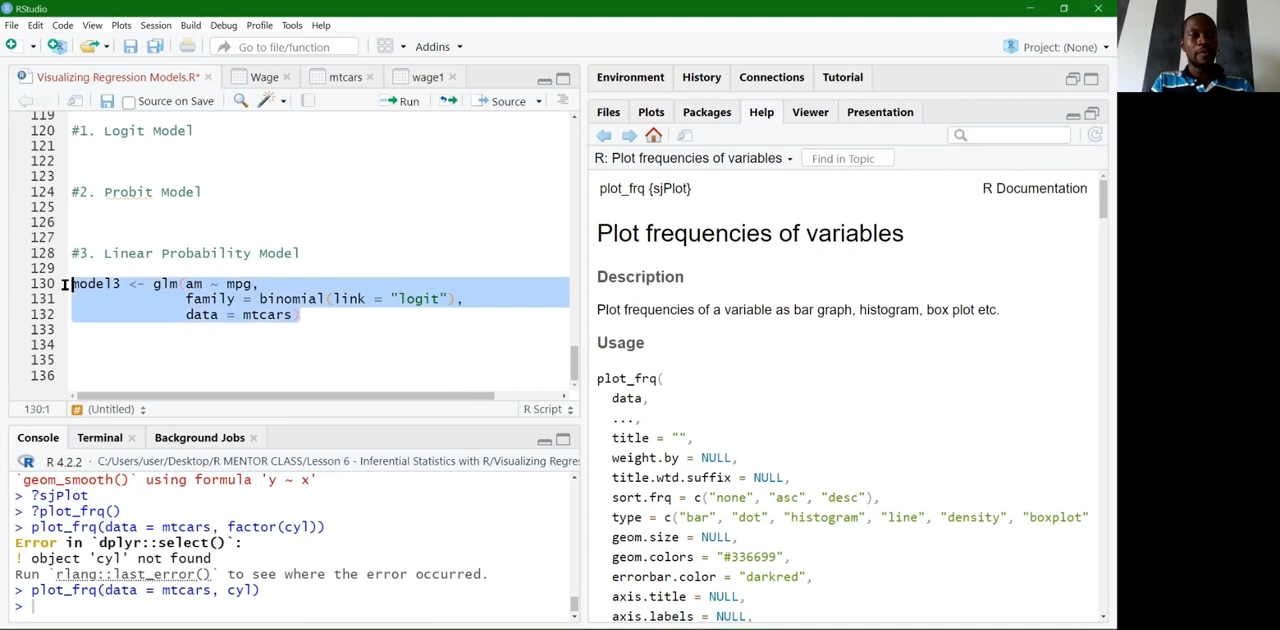 RStudio
File Edit Code View Plots Session Build Debug Profile Tools Help
Go to file/function Addins Project: (None)
Visualizing Regression Models.R* Wage mtcars wage1
Source on Save Run Source
119
120 #1. Logit Model
121
122
123
124 #2. Probit Model
125
126
127
128 #3. Linear Probability Model
129
130 model3 <- glm(am ~ mpg,
131 family = binomial(link = "logit"),
132 data = mtcars)
133
134
135
136
130:1 (Untitled) R Script
Console Terminal Background Jobs
R 4.2.2 · C:/Users/user/Desktop/R MENTOR CLASS/Lesson 6 - Inferential Statistics with R/Visualizing Regre
`geom_smooth()` using formula 'y ~ x'
> ?sjPlot
> ?plot_frq()
> plot_frq(data = mtcars, factor(cyl))
Error in `dplyr::select()`:
! object 'cyl' not found
Run `rlang::last_error()` to see where the error occurred.
> plot_frq(data = mtcars, cyl)
>
Environment History Connections Tutorial
Files Plots Packages Help Viewer Presentation
R: Plot frequencies of variables Find in Topic
plot_frq {sjPlot} R Documentation
Plot frequencies of variables
Description
Plot frequencies of a variable as bar graph, histogram, box plot etc.
Usage
plot_frq(
data,
...,
title = "",
weight.by = NULL,
title.wtd.suffix = NULL,
sort.frq = c("none", "asc", "desc"),
type = c("bar", "dot", "histogram", "line", "density", "boxplot"
geom.size = NULL,
geom.colors = "#336699",
errorbar.color = "darkred",
axis.title = NULL,
axis.labels = NULL,